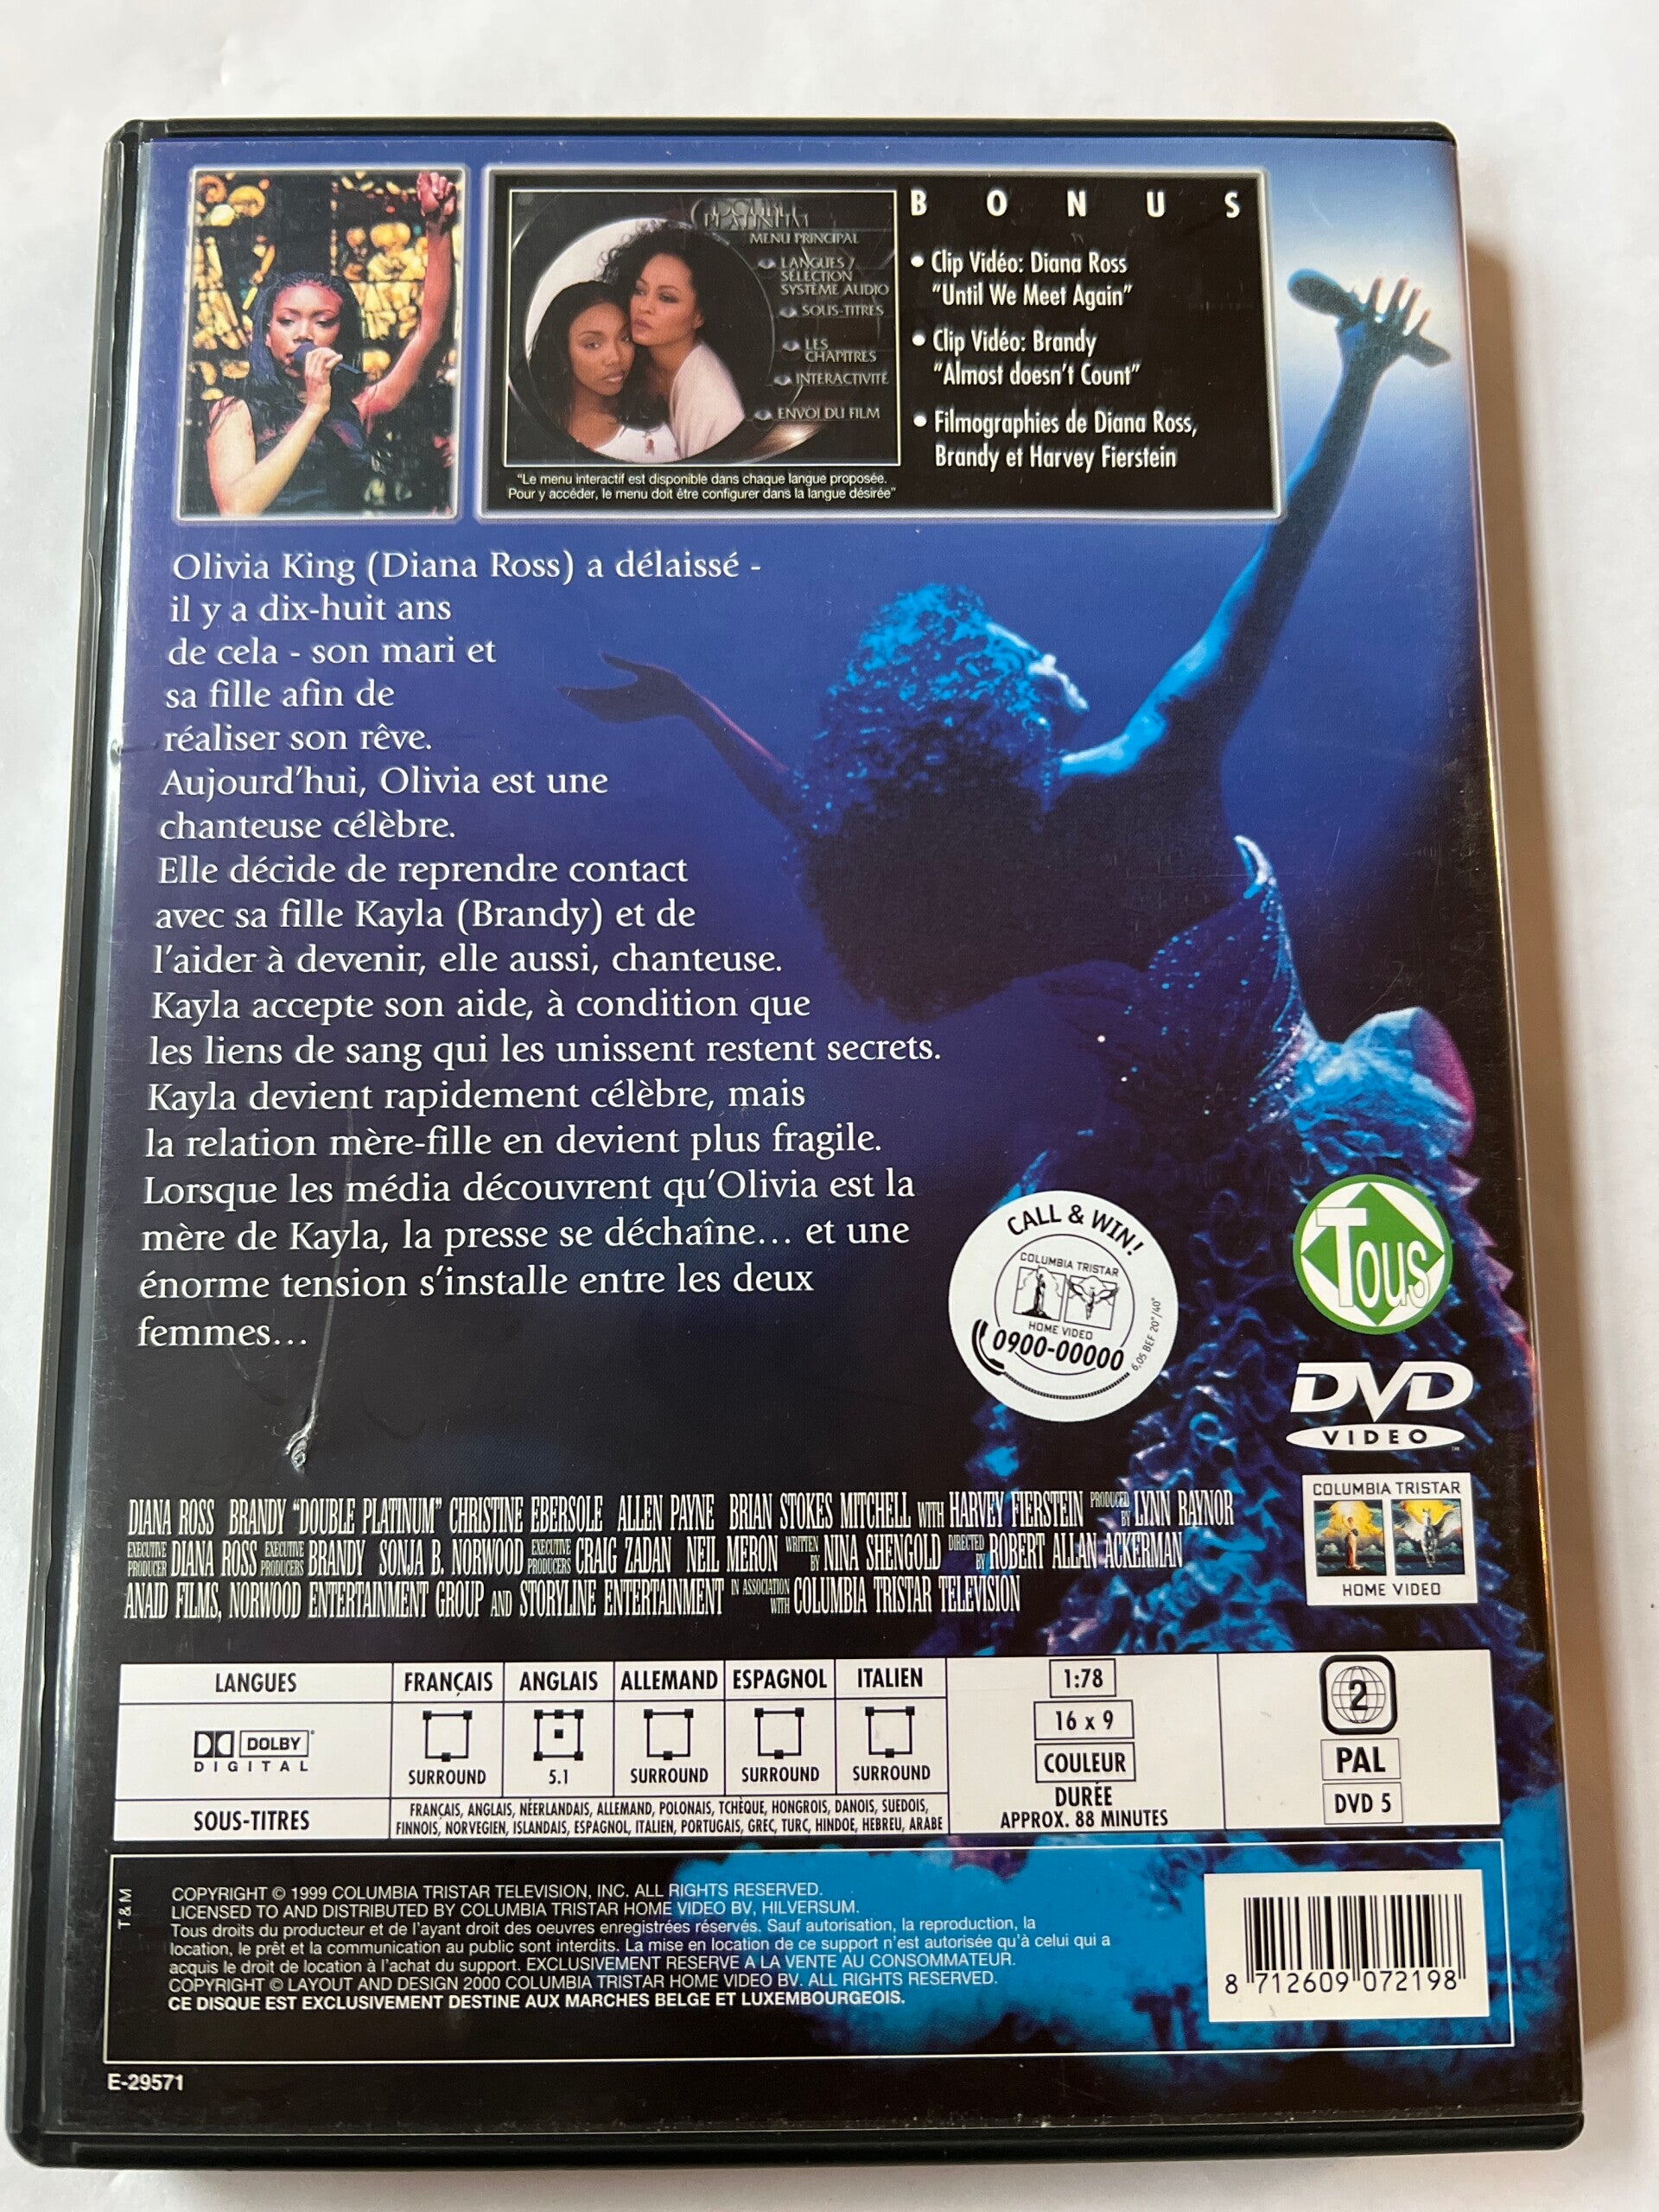 DOUBLE
PLATINUM
MENU PRINCIPAL
LANGUES /
SÉLECTION
SYSTÈME AUDIO
SOUS-TITRES
LES
CHAPITRES
INTERACTIVITÉ
ENVOI DU FILM
"Le menu interactif est disponible dans chaque langue proposée.
Pour y accéder, le menu doit être configurer dans la langue désirée"
BONUS
• Clip Vidéo: Diana Ross
"Until We Meet Again"
• Clip Vidéo: Brandy
"Almost doesn't Count"
• Filmographies de Diana Ross,
Brandy et Harvey Fierstein
Olivia King (Diana Ross) a délaissé -
il y a dix-huit ans
de cela - son mari et
sa fille afin de
réaliser son rêve.
Aujourd'hui, Olivia est une
chanteuse célèbre.
Elle décide de reprendre contact
avec sa fille Kayla (Brandy) et de
l'aider à devenir, elle aussi, chanteuse.
Kayla accepte son aide, à condition que
les liens de sang qui les unissent restent secrets.
Kayla devient rapidement célèbre, mais
la relation mère-fille en devient plus fragile.
Lorsque les média découvrent qu'Olivia est la
mère de Kayla, la presse se déchaîne... et une
énorme tension s'installe entre les deux
femmes...
CALL & WIN!
COLUMBIA TRISTAR
HOME VIDEO
0900-00000
6,05 BEF 20"/40"
Tous
DVD
VIDEO
TM
COLUMBIA TRISTAR
HOME VIDEO
DIANA ROSS BRANDY "DOUBLE PLATINUM" CHRISTINE EBERSOLE ALLEN PAYNE BRIAN STOKES MITCHELL WITH HARVEY FIERSTEIN PRODUCED BY LYNN RAYNOR
EXECUTIVE PRODUCER DIANA ROSS EXECUTIVE PRODUCERS BRANDY SONJA B. NORWOOD EXECUTIVE PRODUCERS CRAIG ZADAN NEIL MERON WRITTEN BY NINA SHENGOLD DIRECTED BY ROBERT ALLAN ACKERMAN
ANAID FILMS, NORWOOD ENTERTAINMENT GROUP AND STORYLINE ENTERTAINMENT IN ASSOCIATION WITH COLUMBIA TRISTAR TELEVISION
LANGUES FRANÇAIS ANGLAIS ALLEMAND ESPAGNOL ITALIEN
DOLBY
DIGITAL
SURROUND 5.1 SURROUND SURROUND SURROUND
SOUS-TITRES
FRANÇAIS, ANGLAIS, NÉERLANDAIS, ALLEMAND, POLONAIS, TCHÈQUE, HONGROIS, DANOIS, SUEDOIS,
FINNOIS, NORVEGIEN, ISLANDAIS, ESPAGNOL, ITALIEN, PORTUGAIS, GREC, TURC, HINDOE, HEBREU, ARABE
1:78
16 x 9
COULEUR
DURÉE
APPROX. 88 MINUTES
2
PAL
DVD 5
T&M
COPYRIGHT © 1999 COLUMBIA TRISTAR TELEVISION, INC. ALL RIGHTS RESERVED.
LICENSED TO AND DISTRIBUTED BY COLUMBIA TRISTAR HOME VIDEO BV, HILVERSUM.
Tous droits du producteur et de l'ayant droit des oeuvres enregistrées réservés. Sauf autorisation, la reproduction, la
location, le prêt et la communication au public sont interdits. La mise en location de ce support n'est autorisée qu'à celui qui a
acquis le droit de location à l'achat du support. EXCLUSIVEMENT RESERVE A LA VENTE AU CONSOMMATEUR.
COPYRIGHT © LAYOUT AND DESIGN 2000 COLUMBIA TRISTAR HOME VIDEO BV. ALL RIGHTS RESERVED.
CE DISQUE EST EXCLUSIVEMENT DESTINE AUX MARCHES BELGE ET LUXEMBOURGEOIS.
8 712609 072198
E-29571